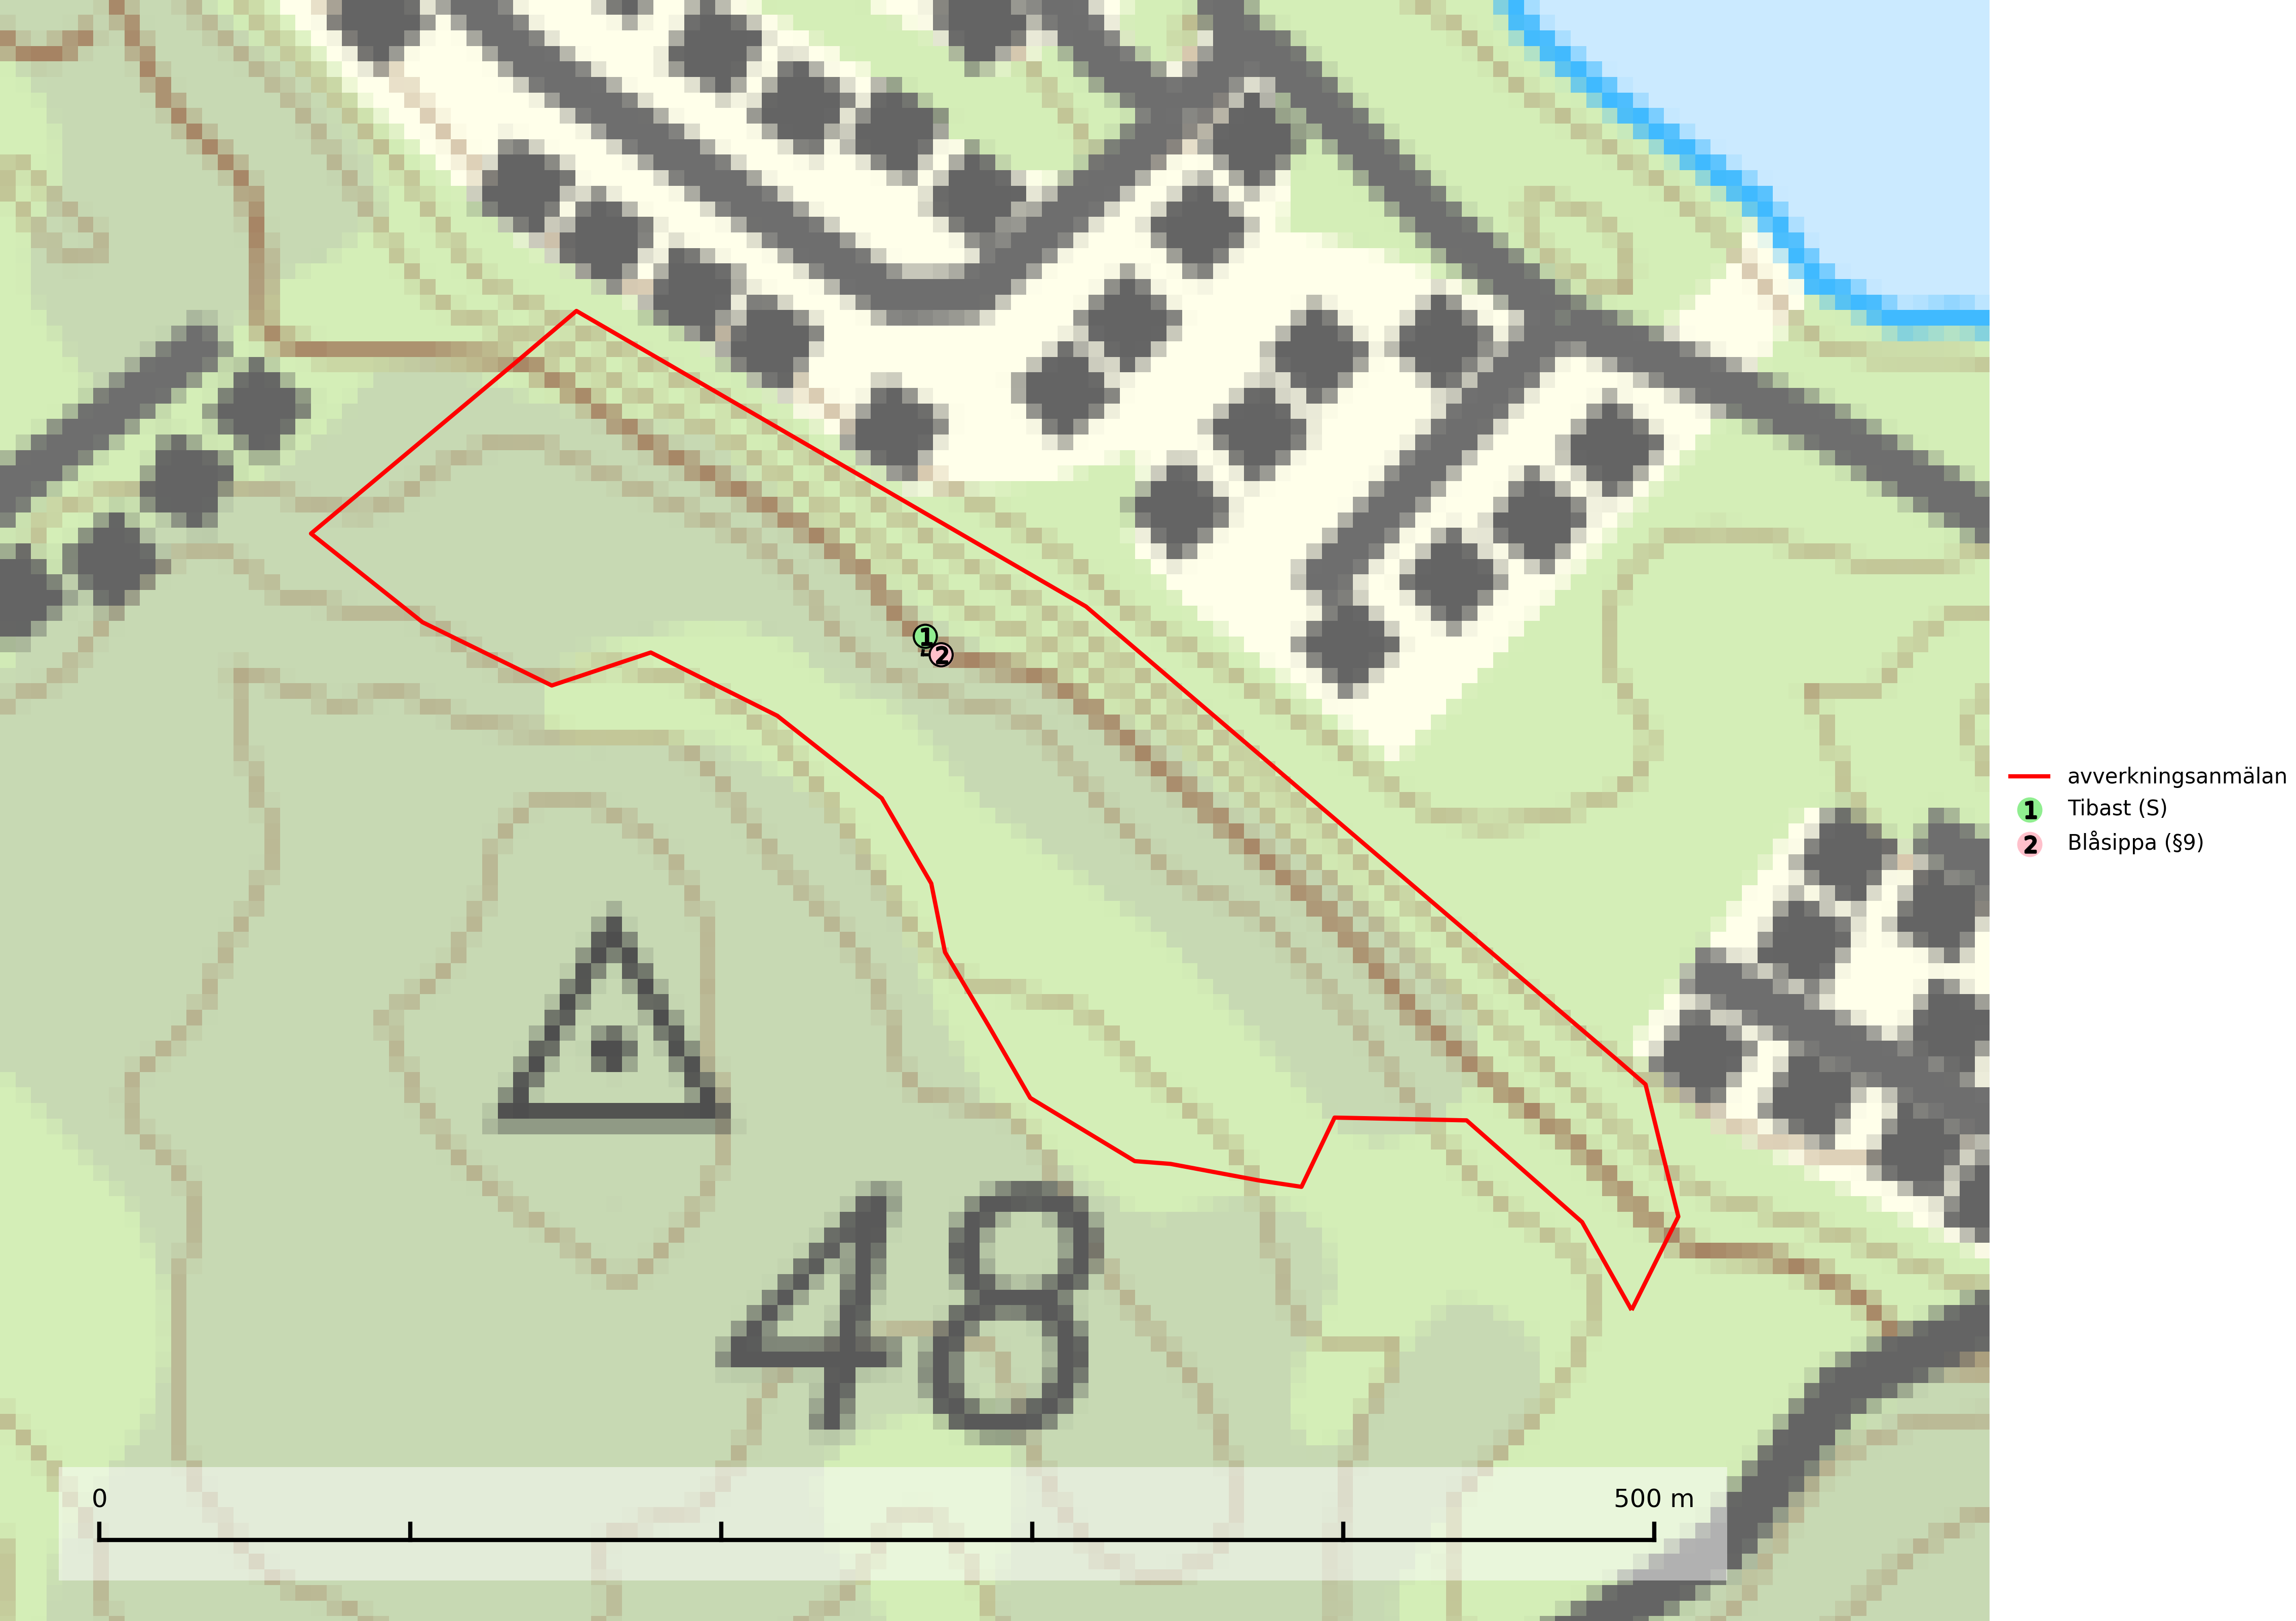 1
2
48
0
500 m
avverkningsanmälan
1 Tibast (S)
2 Blåsippa (§9)